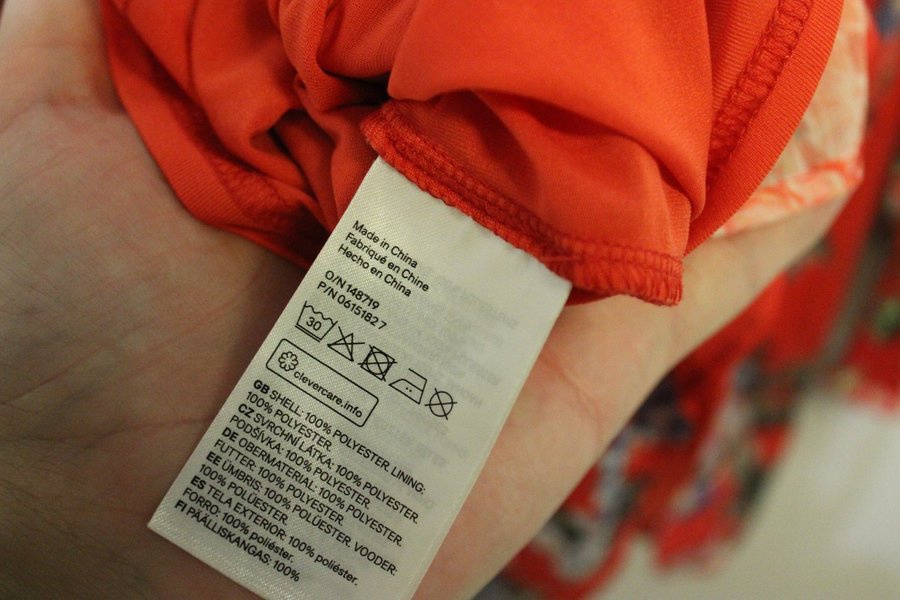 Made in China
Fabriqué en Chine
Hecho en China
O/N 148719
P/N 06151827
30
clevercare.info
GB SHELL: 100% POLYESTER. LINING:
100% POLYESTER.
CZ SVRCHNÍ LÁTKA: 100% POLYESTER.
PODŠÍVKA: 100% POLYESTER.
DE OBERMATERIAL: 100% POLYESTER.
FUTTER: 100% POLYESTER.
EE ÜMBRIS: 100% POLÜESTER. VOODER:
100% POLÜESTER.
ES TELA EXTERIOR: 100% poliéster.
FORRO: 100% poliéster.
FI PÄÄLLISKANGAS: 100%